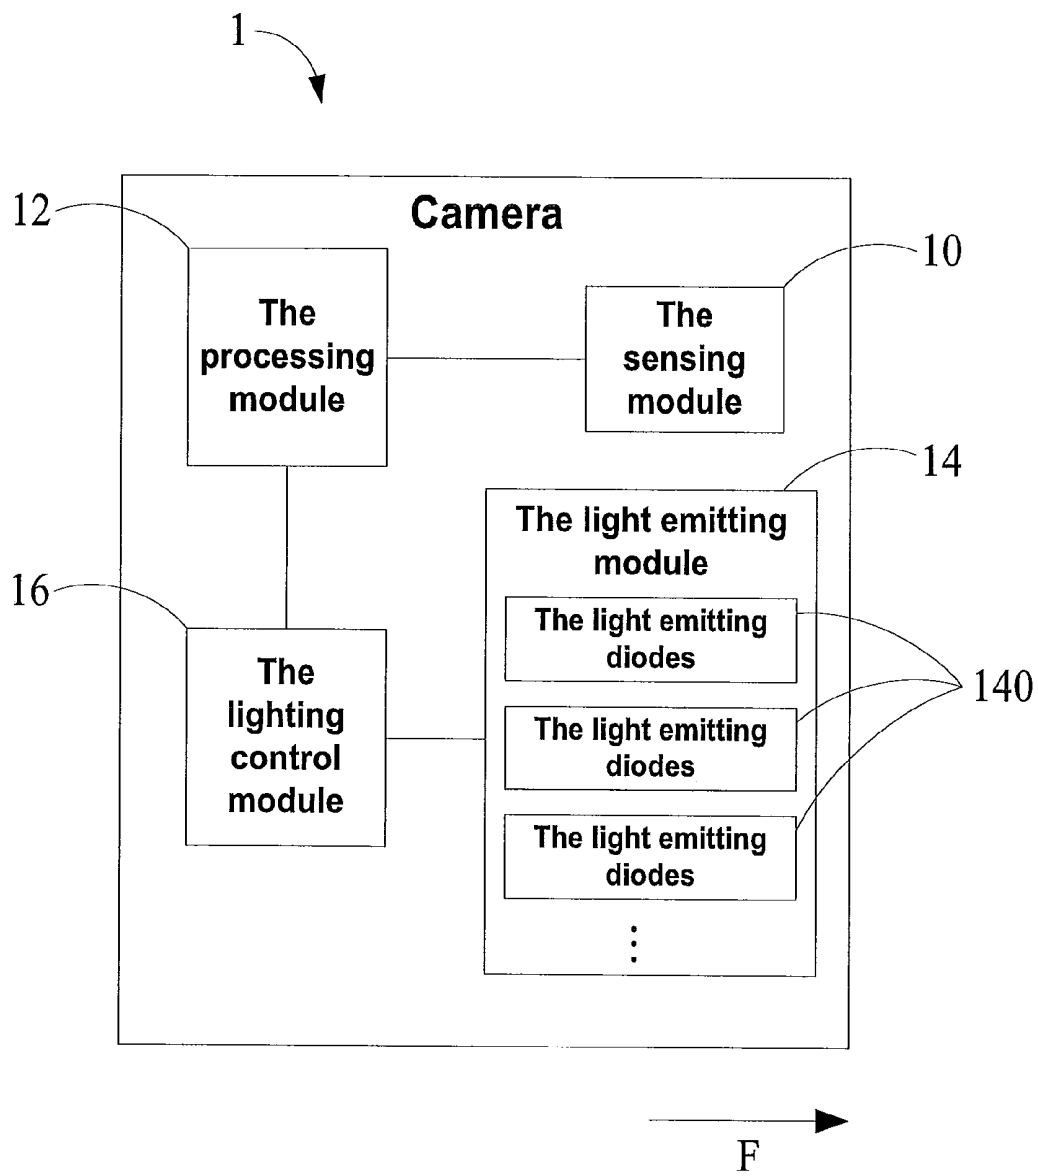 1
Camera
12
10
The
processing
module
The
sensing
module
14
The light emitting
module
16
The
lighting
control
module
The light emitting
diodes
140
The light emitting
diodes
The light emitting
diodes
⋮
F